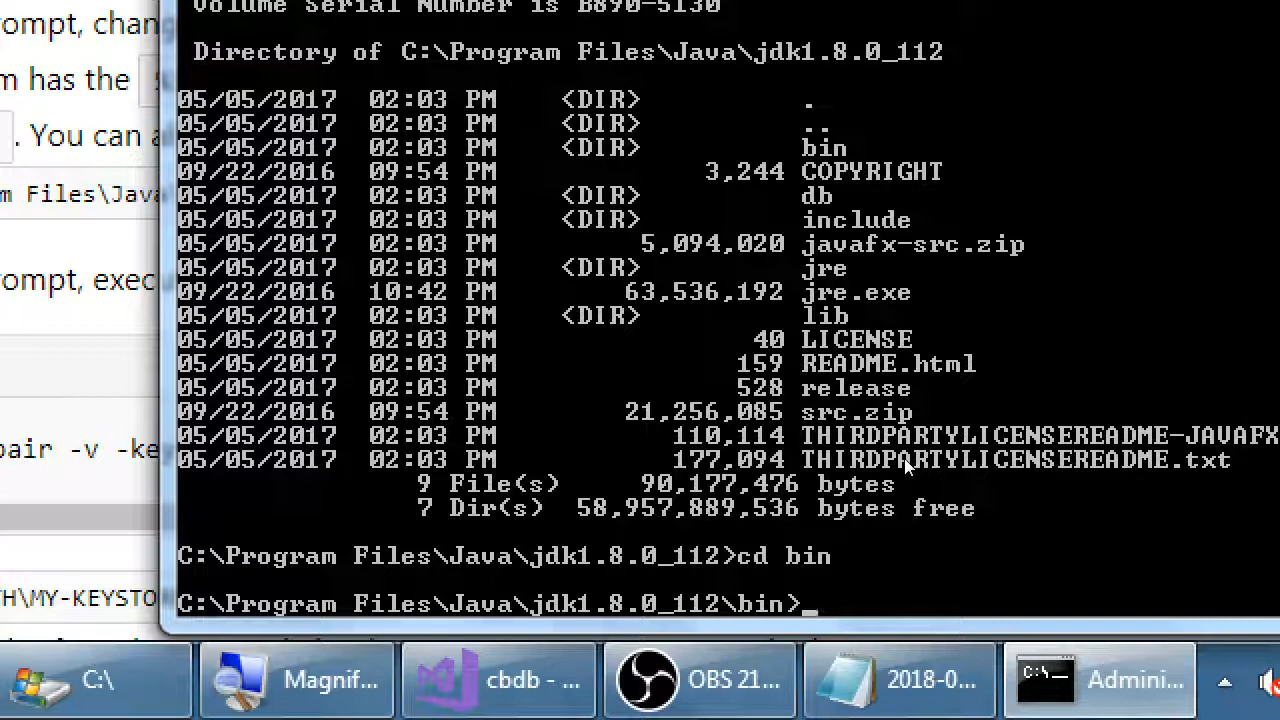 Volume Serial Number is B890-5130
ompt, chang
Directory of C:\Program Files\Java\jdk1.8.0_112
m has the
05/05/2017 02:03 PM <DIR> .
05/05/2017 02:03 PM <DIR> ..
. You can a
05/05/2017 02:03 PM <DIR> bin
09/22/2016 09:54 PM 3,244 COPYRIGHT
m Files\Java
05/05/2017 02:03 PM <DIR> db
05/05/2017 02:03 PM <DIR> include
05/05/2017 02:03 PM 5,094,020 javafx-src.zip
05/05/2017 02:03 PM <DIR> jre
ompt, execu
09/22/2016 10:42 PM 63,536,192 jre.exe
05/05/2017 02:03 PM <DIR> lib
05/05/2017 02:03 PM 40 LICENSE
05/05/2017 02:03 PM 159 README.html
05/05/2017 02:03 PM 528 release
09/22/2016 09:54 PM 21,256,085 src.zip
05/05/2017 02:03 PM 110,114 THIRDPARTYLICENSEREADME-JAVAFX
pair -v -ke
05/05/2017 02:03 PM 177,094 THIRDPARTYLICENSEREADME.txt
9 File(s) 90,177,476 bytes
7 Dir(s) 58,957,889,536 bytes free
C:\Program Files\Java\jdk1.8.0_112>cd bin
H\MY-KEYSTO
C:\Program Files\Java\jdk1.8.0_112\bin>_
C:\ Magnif... cbdb - ... OBS 21... 2018-0... C:\_ Admini...